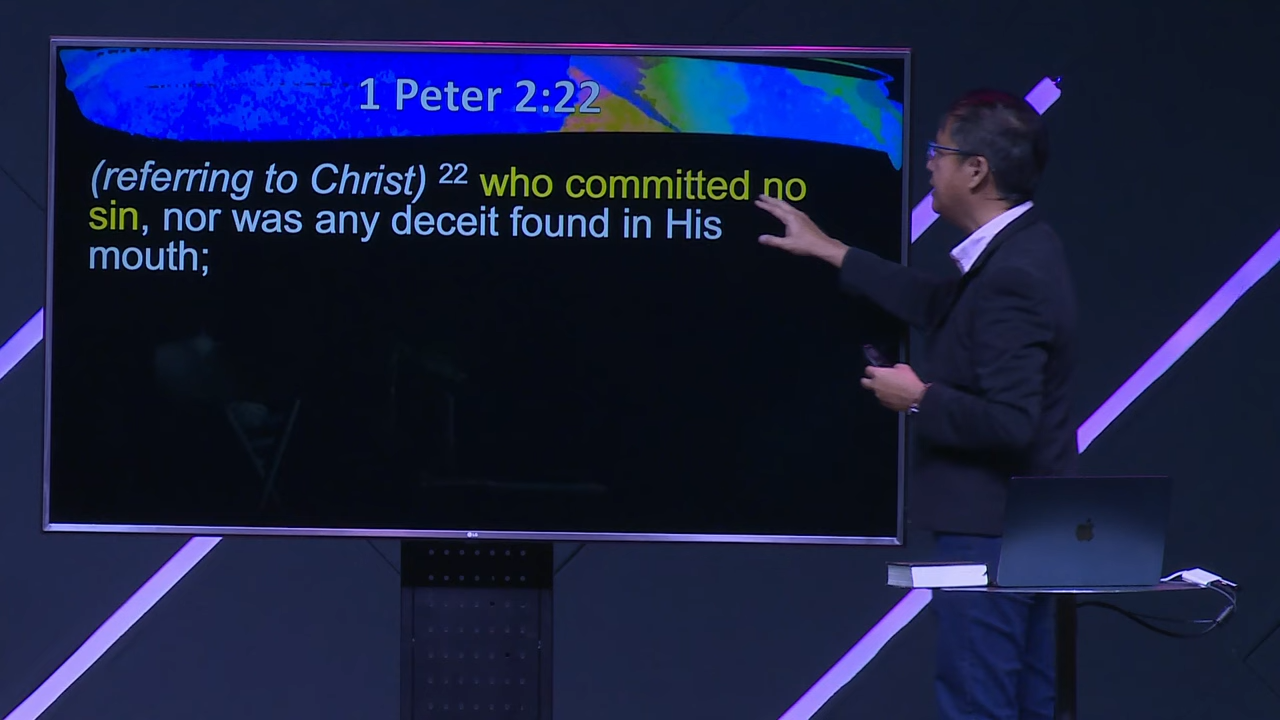 1 Peter 2:22
(referring to Christ) 22 who committed no
sin, nor was any deceit found in His
mouth;
LG